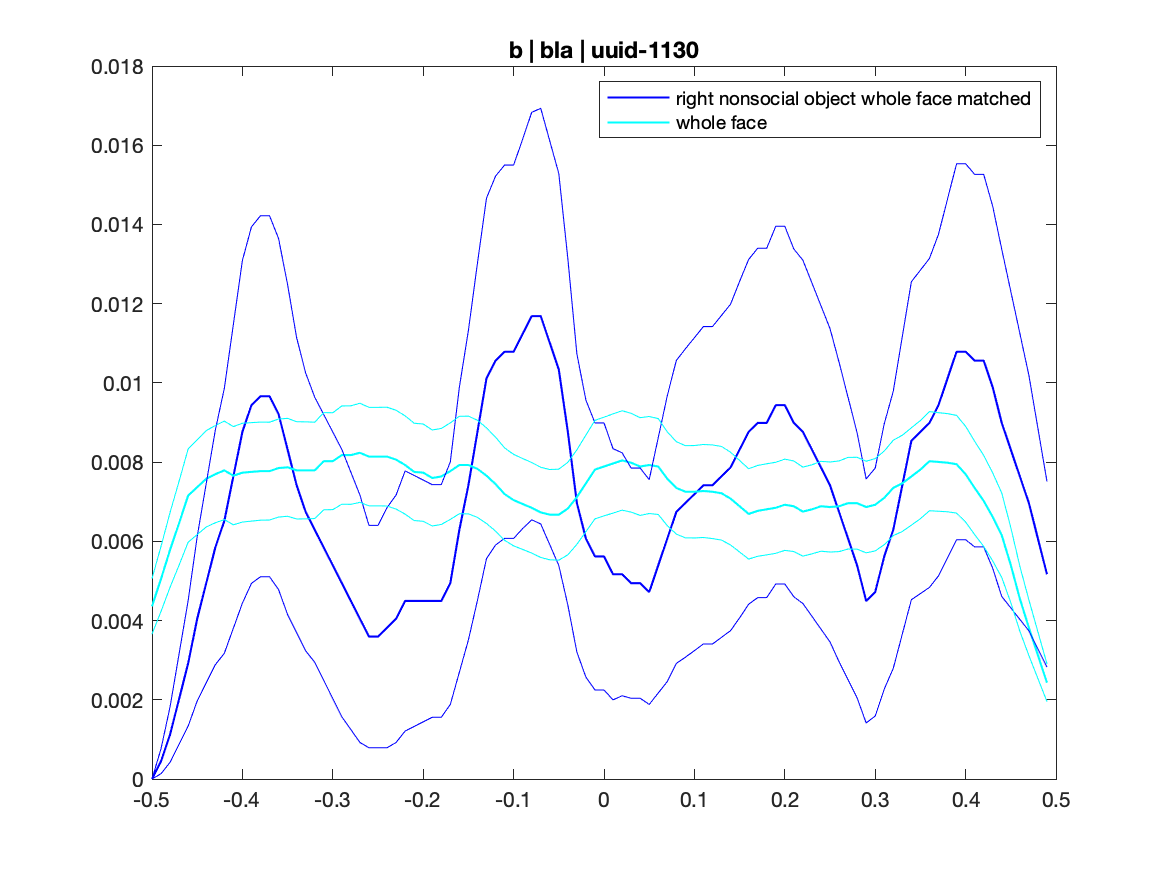 b | bla | uuid-1130
right nonsocial object whole face matched
whole face
0.018
0.016
0.014
0.012
0.01
0.008
0.006
0.004
0.002
0
-0.5 -0.4 -0.3 -0.2 -0.1 0 0.1 0.2 0.3 0.4 0.5